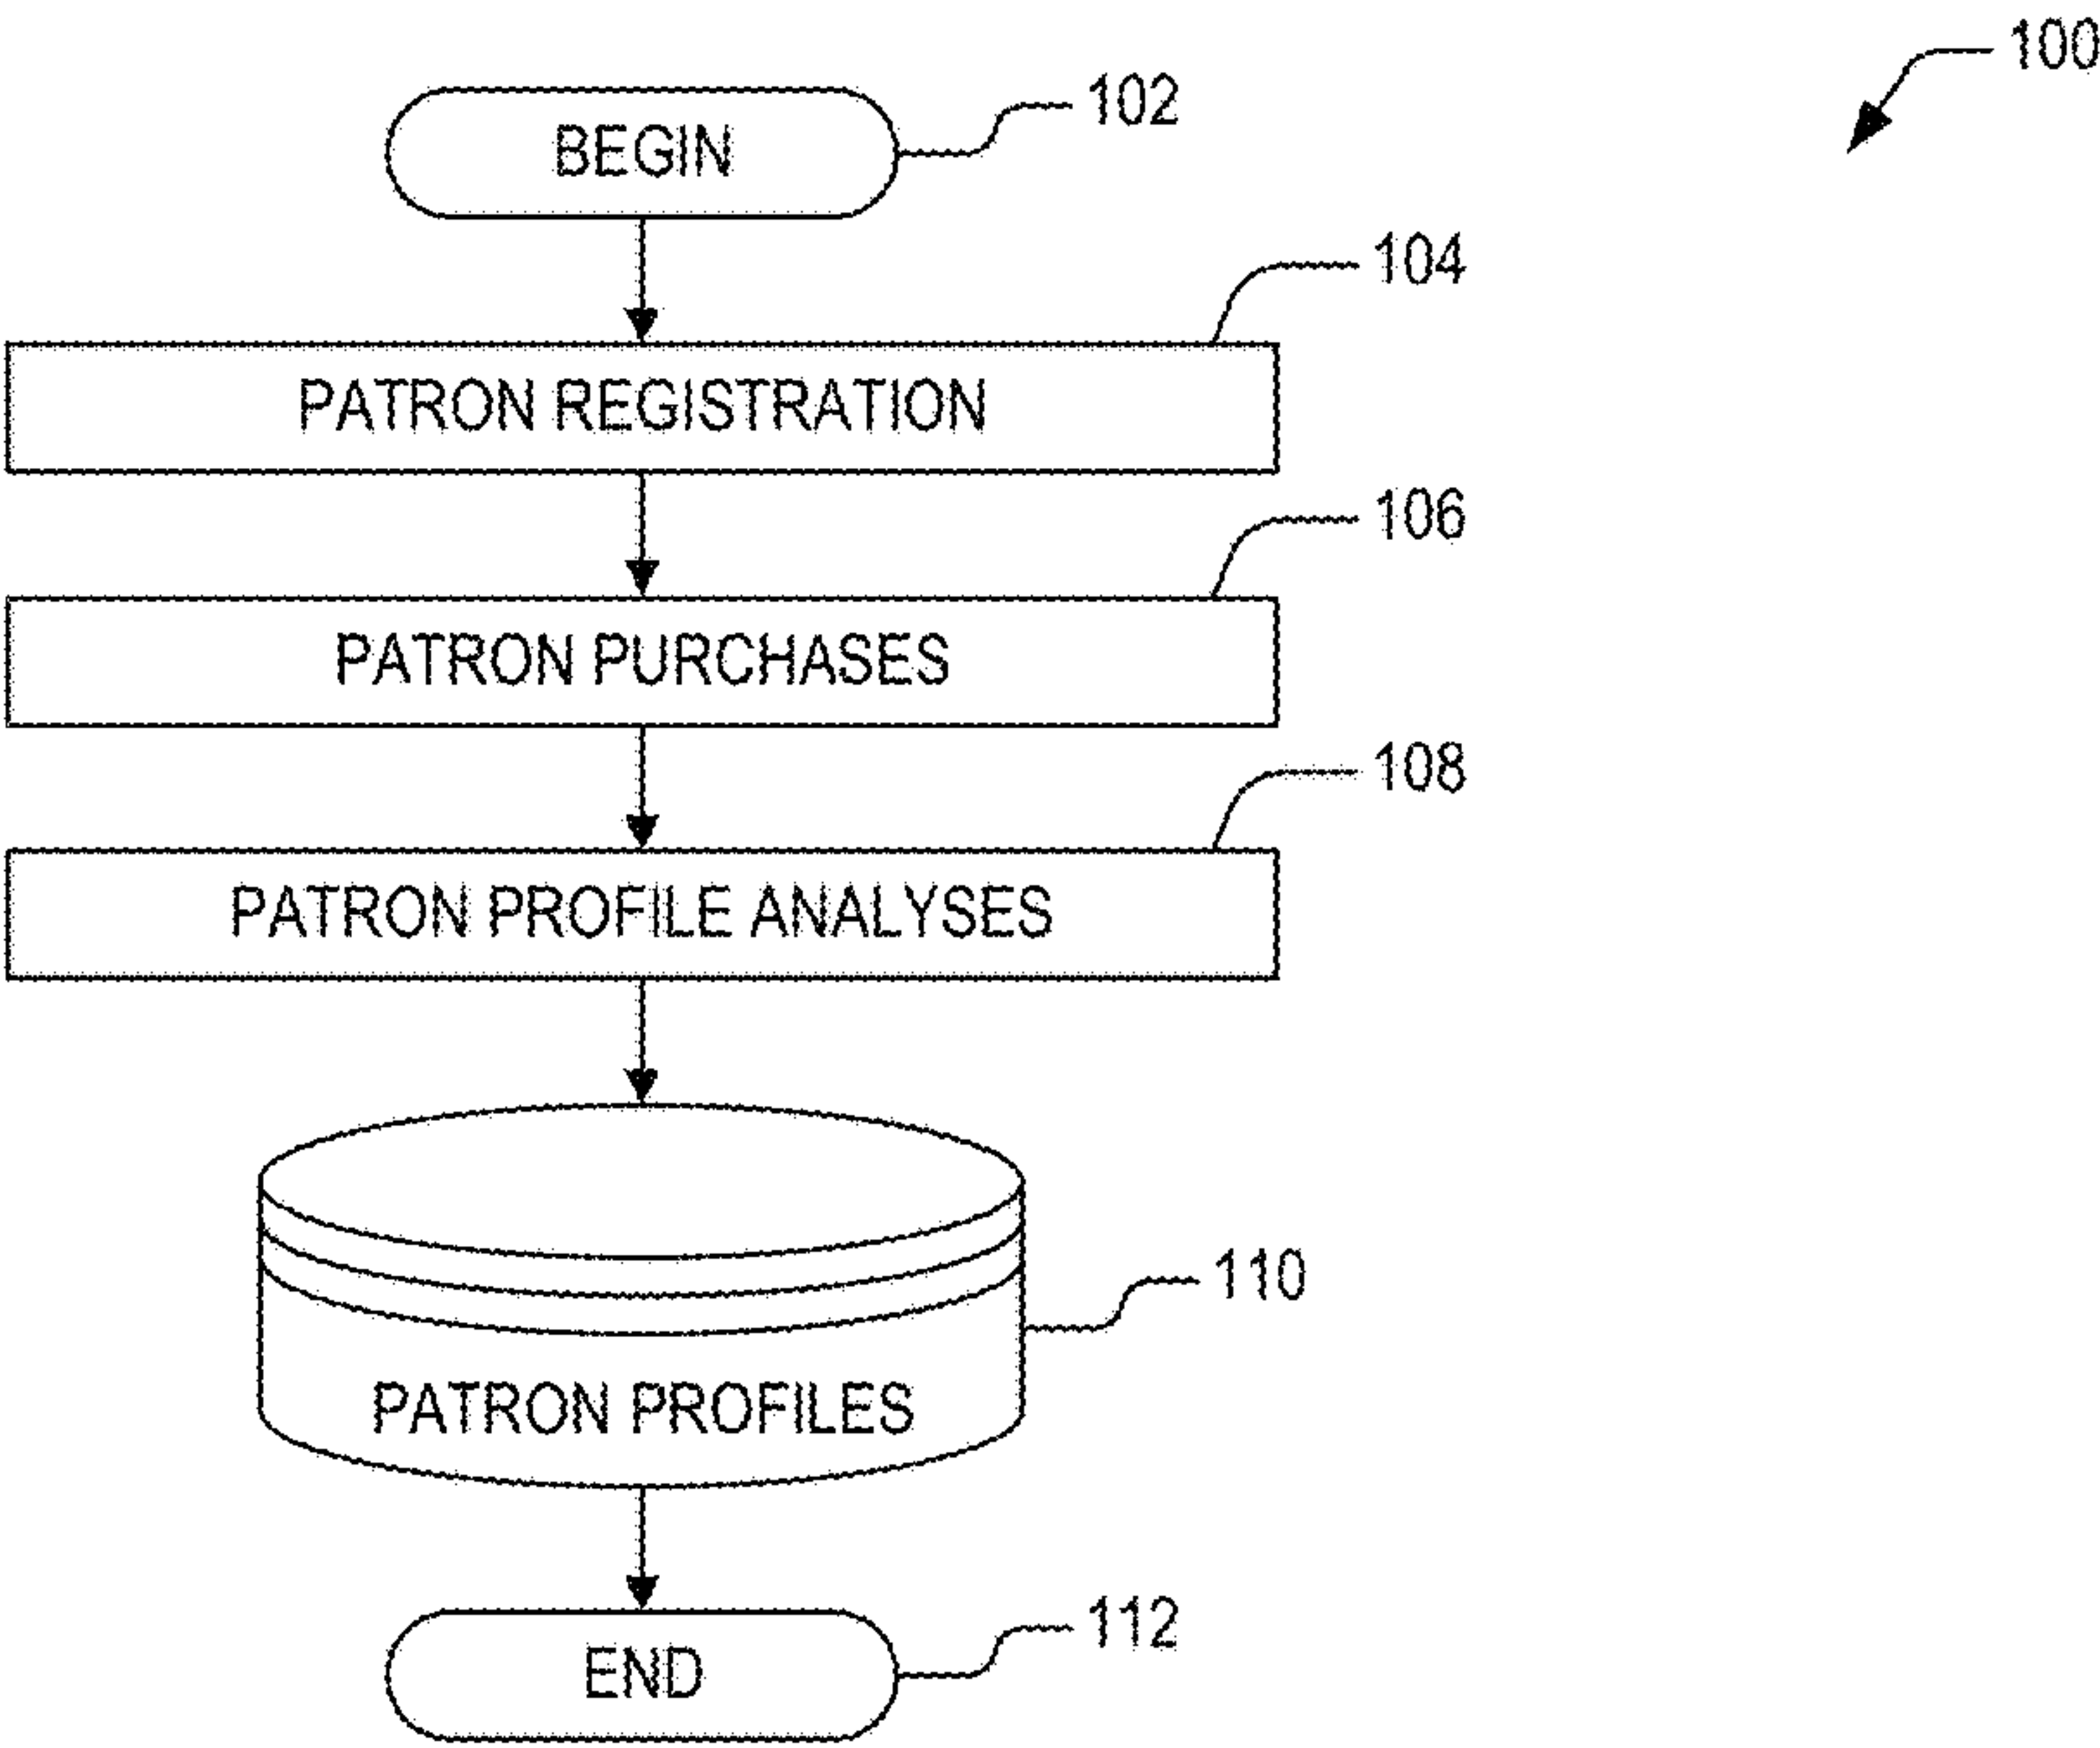 100
102
BEGIN
104
PATRON REGISTRATION
106
PATRON PURCHASES
108
PATRON PROFILE ANALYSES
110
PATRON PROFILES
112
END